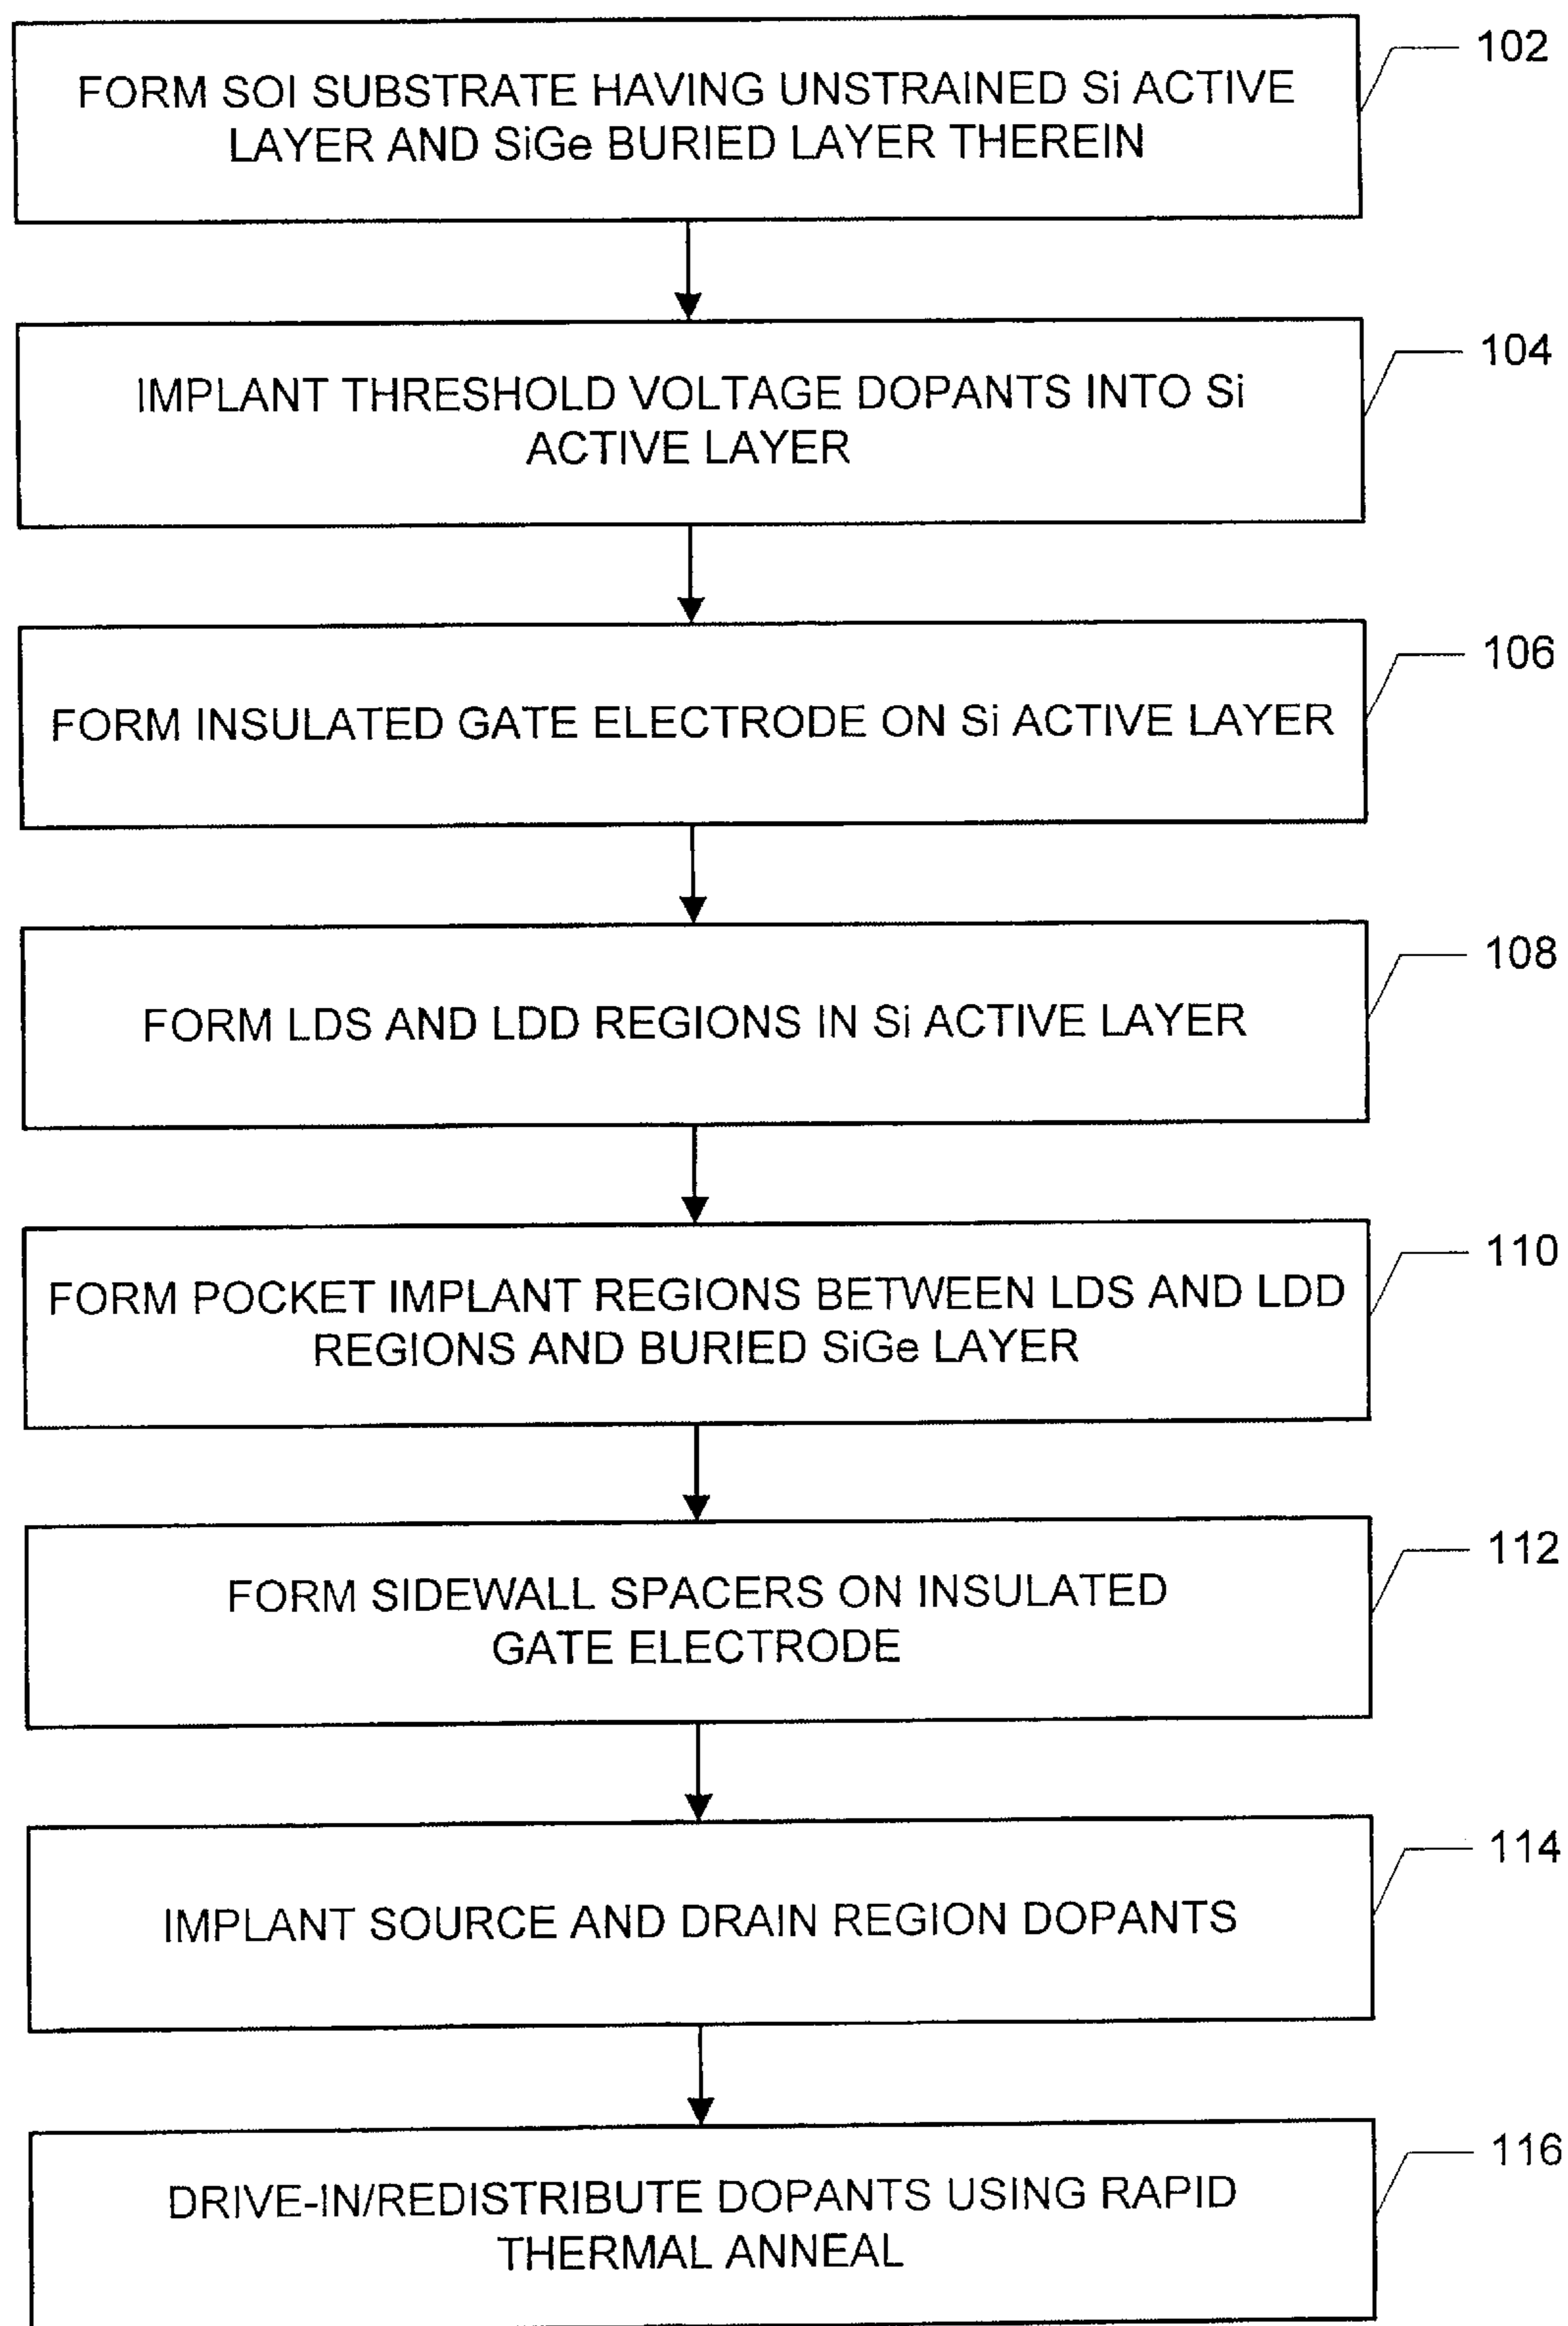 102
FORM SOI SUBSTRATE HAVING UNSTRAINED Si ACTIVE
LAYER AND SiGe BURIED LAYER THEREIN
104
IMPLANT THRESHOLD VOLTAGE DOPANTS INTO Si
ACTIVE LAYER
106
FORM INSULATED GATE ELECTRODE ON Si ACTIVE LAYER
108
FORM LDS AND LDD REGIONS IN Si ACTIVE LAYER
110
FORM POCKET IMPLANT REGIONS BETWEEN LDS AND LDD
REGIONS AND BURIED SiGe LAYER
112
FORM SIDEWALL SPACERS ON INSULATED
GATE ELECTRODE
114
IMPLANT SOURCE AND DRAIN REGION DOPANTS
116
DRIVE-IN/REDISTRIBUTE DOPANTS USING RAPID
THERMAL ANNEAL